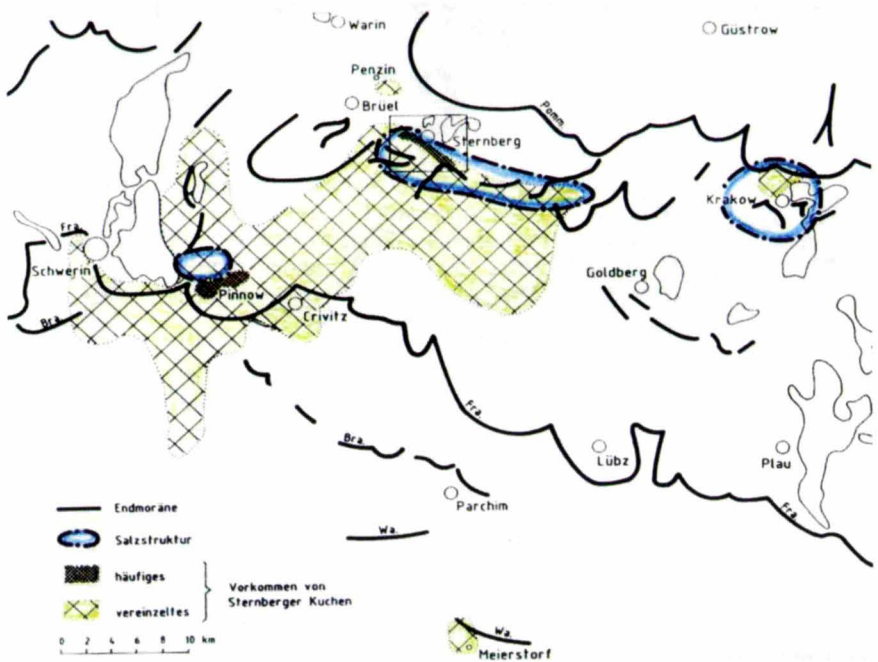 Warin
Güstrow
Penzin
Brüel
Pomm.
Sternberg
Krakow
Fra.
Schwerin
Goldberg
Pinnow
Crivitz
Bra.
Fra.
Bra.
Lübz
Plau
Parchim
Fra.
Wa.
Endmoräne
Salzstruktur
häufiges
vereinzeltes
Vorkommen von
Sternberger Kuchen
0 2 4 6 8 10 km
Wa.
Meierstorf